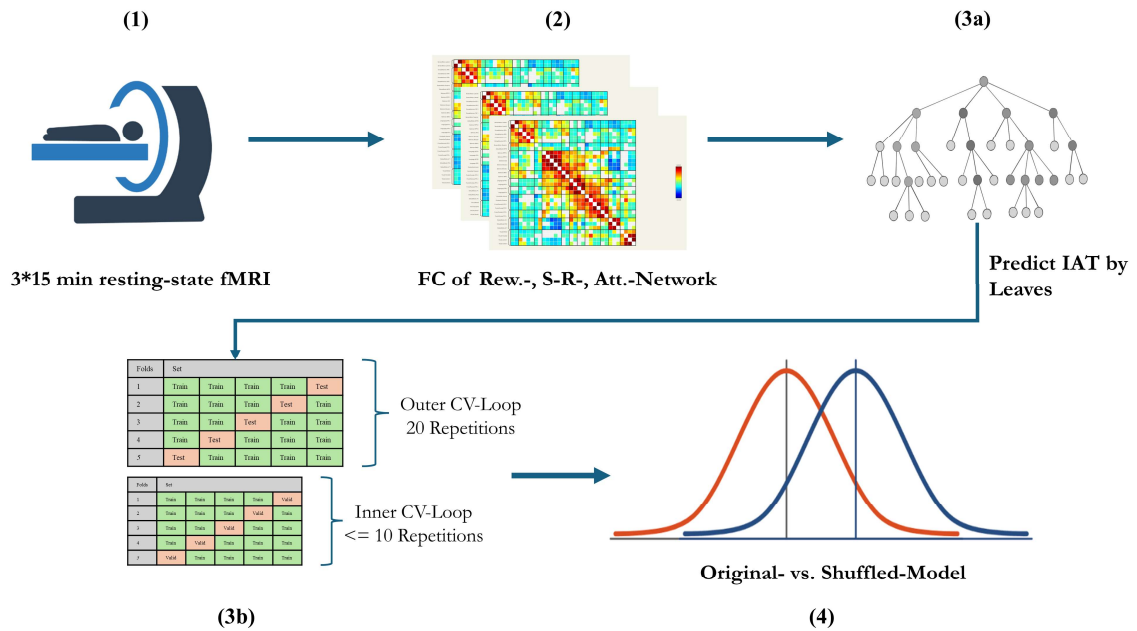 (1)
(2)
(3a)
3*15 min resting-state fMRI
FC of Rew.-, S-R-, Att.-Network
Predict IAT by
Leaves
Folds Set
1 Train Train Train Train Test
2 Train Train Train Test Train
3 Train Train Test Train Train
4 Train Test Train Train Train
5 Test Train Train Train Train
Outer CV-Loop
20 Repetitions
Folds Set
1 Train Train Train Train Valid
2 Train Train Train Valid Train
3 Train Train Valid Train Train
4 Train Valid Train Train Train
5 Valid Train Train Train Train
Inner CV-Loop
<= 10 Repetitions
Original- vs. Shuffled-Model
(3b)
(4)